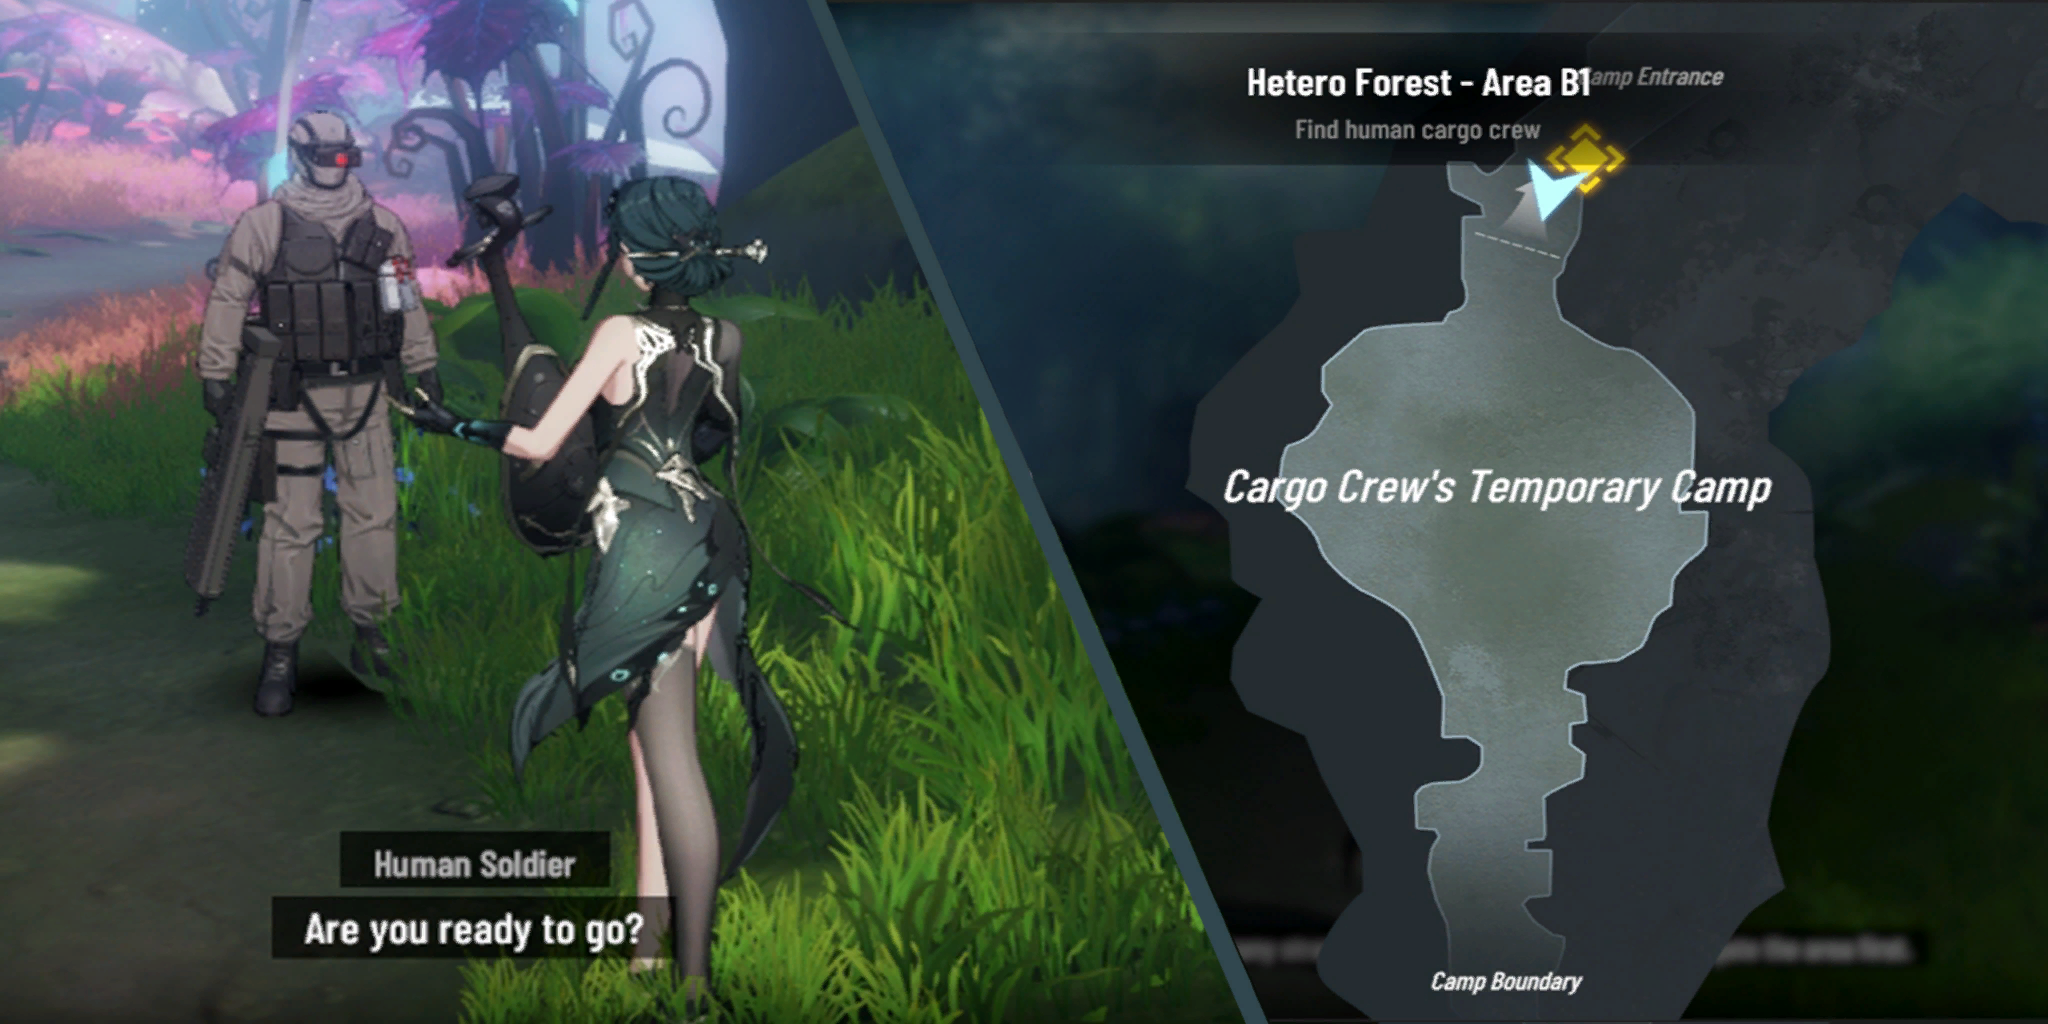 Human Soldier
Are you ready to go?
Hetero Forest - Area B1
Camp Entrance
Find human cargo crew
Cargo Crew's Temporary Camp
Camp Boundary